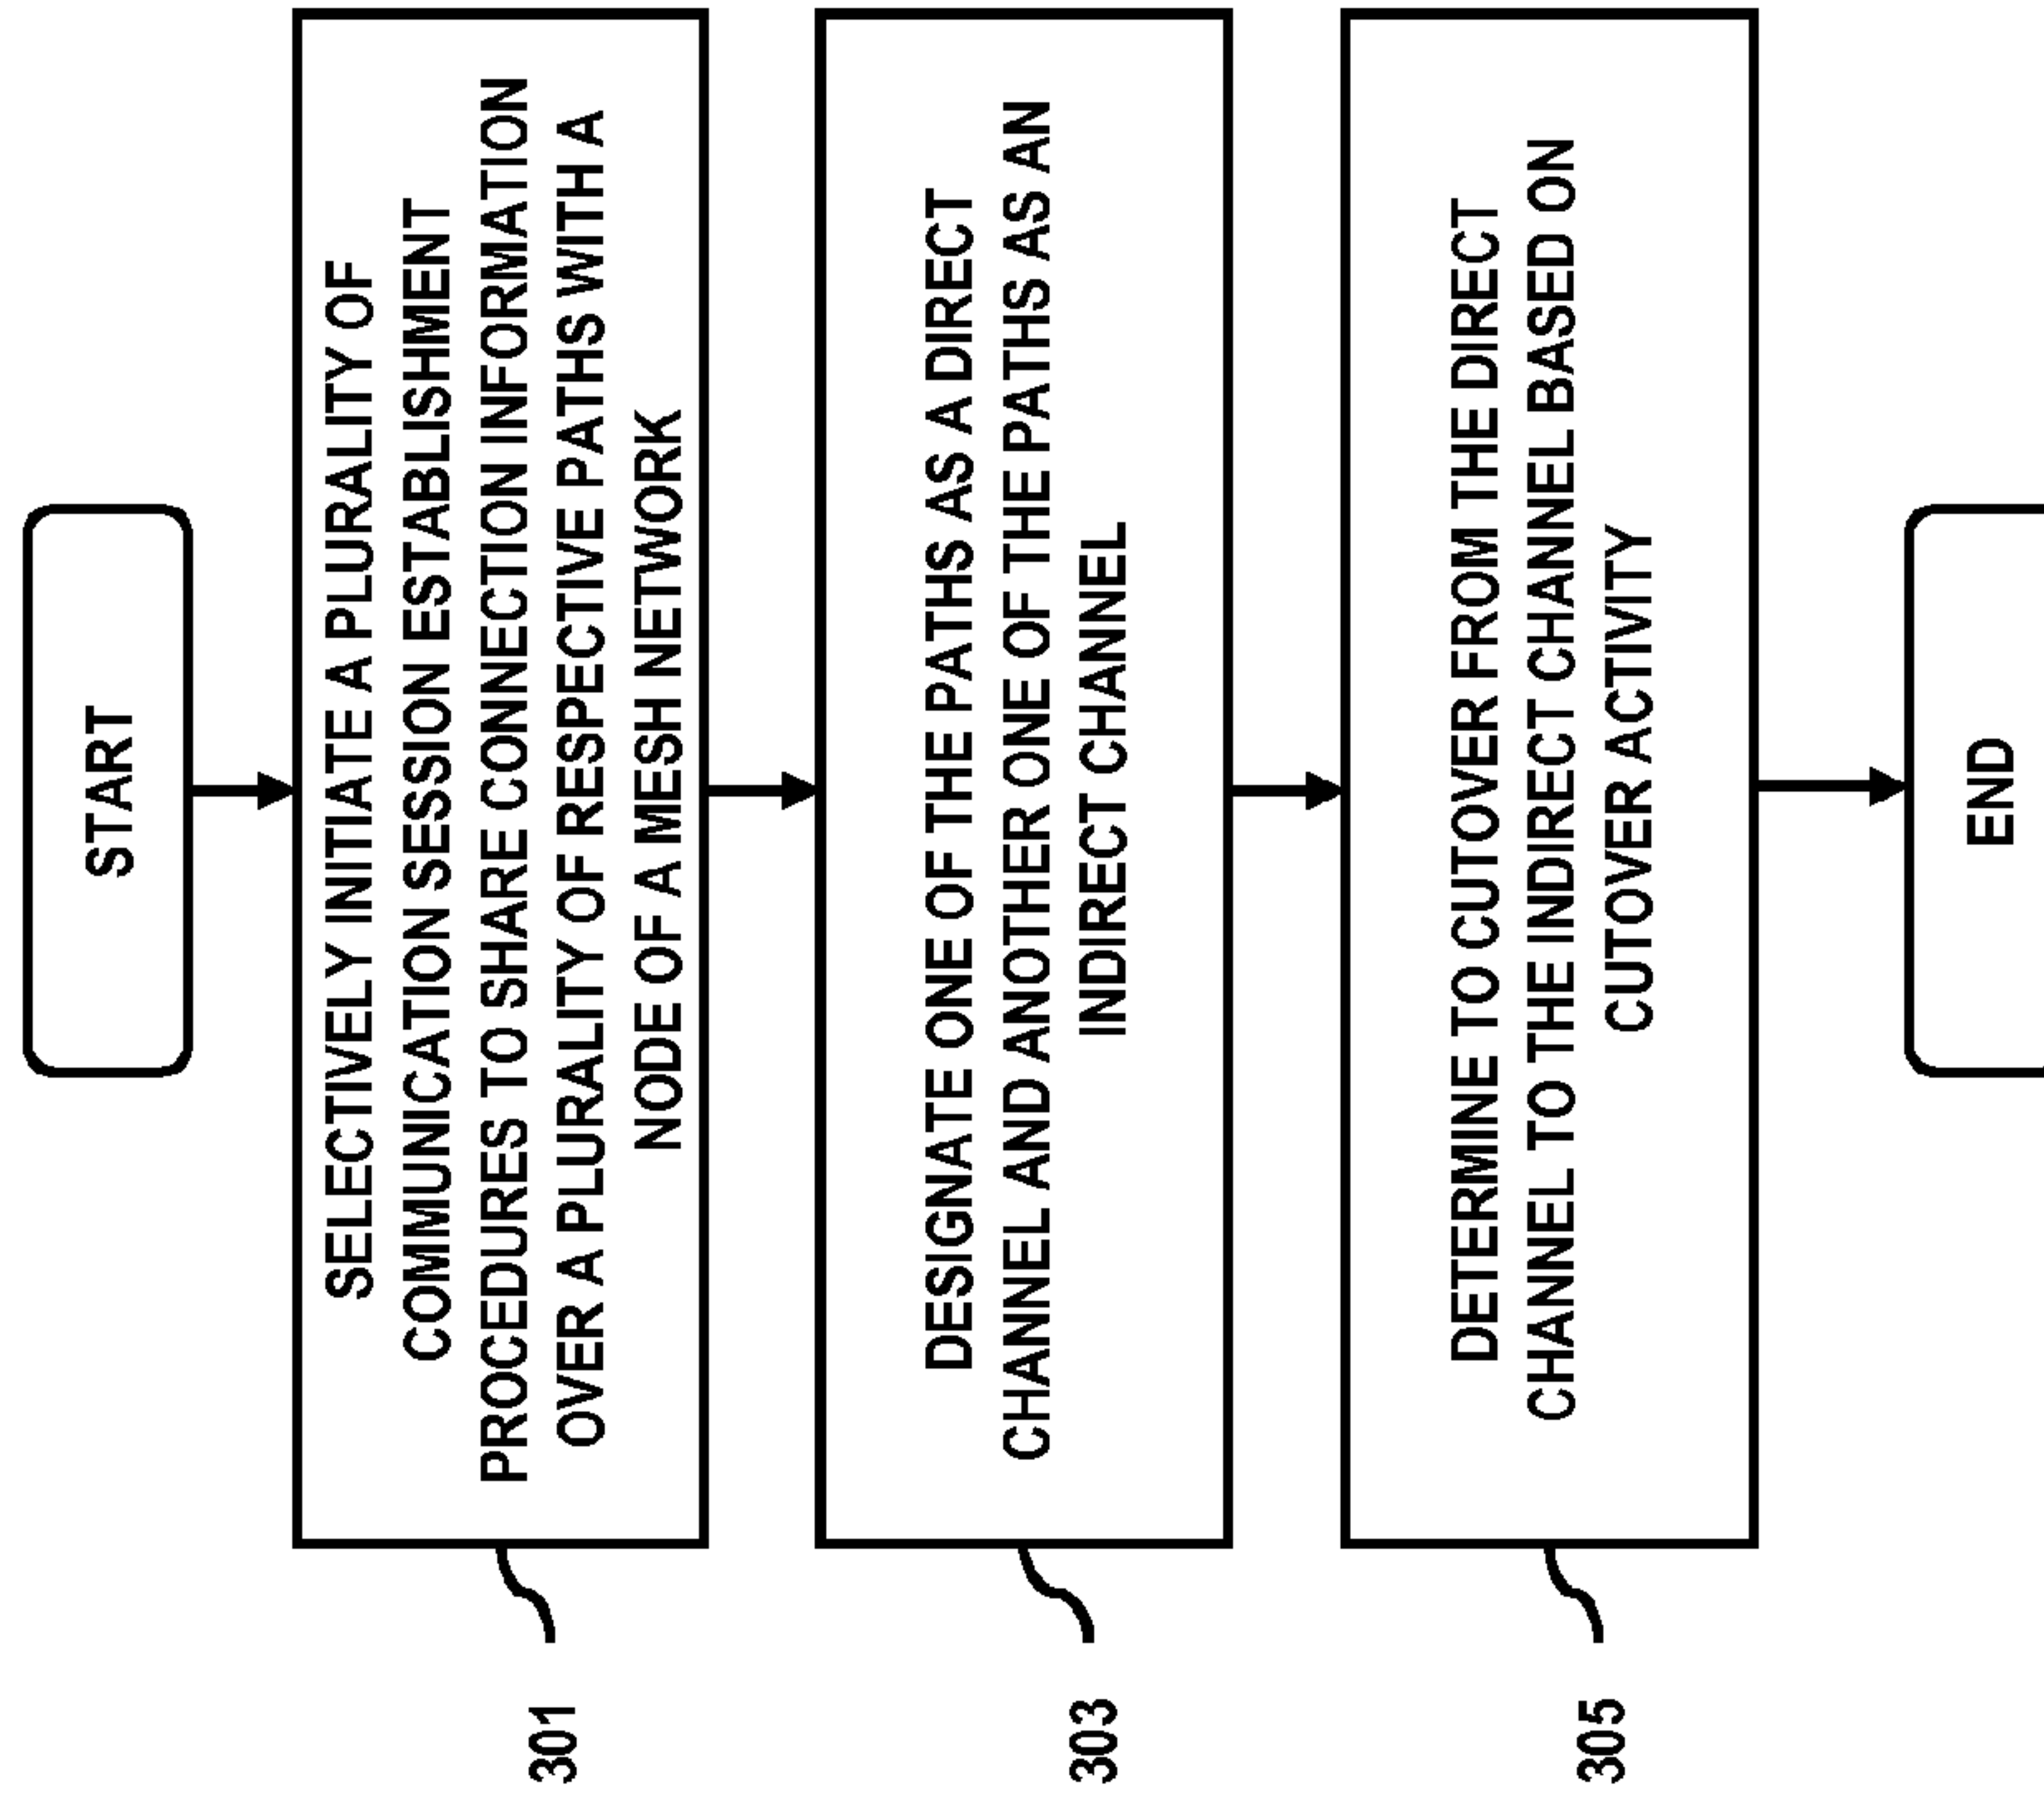 START
SELECTIVELY INITIATE A PLURALITY OF
COMMUNICATION SESSION ESTABLISHMENT
PROCEDURES TO SHARE CONNECTION INFORMATION
OVER A PLURALITY OF RESPECTIVE PATHS WITH A
NODE OF A MESH NETWORK
301
DESIGNATE ONE OF THE PATHS AS A DIRECT
CHANNEL AND ANOTHER ONE OF THE PATHS AS AN
INDIRECT CHANNEL
303
DETERMINE TO CUTOVER FROM THE DIRECT
CHANNEL TO THE INDIRECT CHANNEL BASED ON
CUTOVER ACTIVITY
305
END